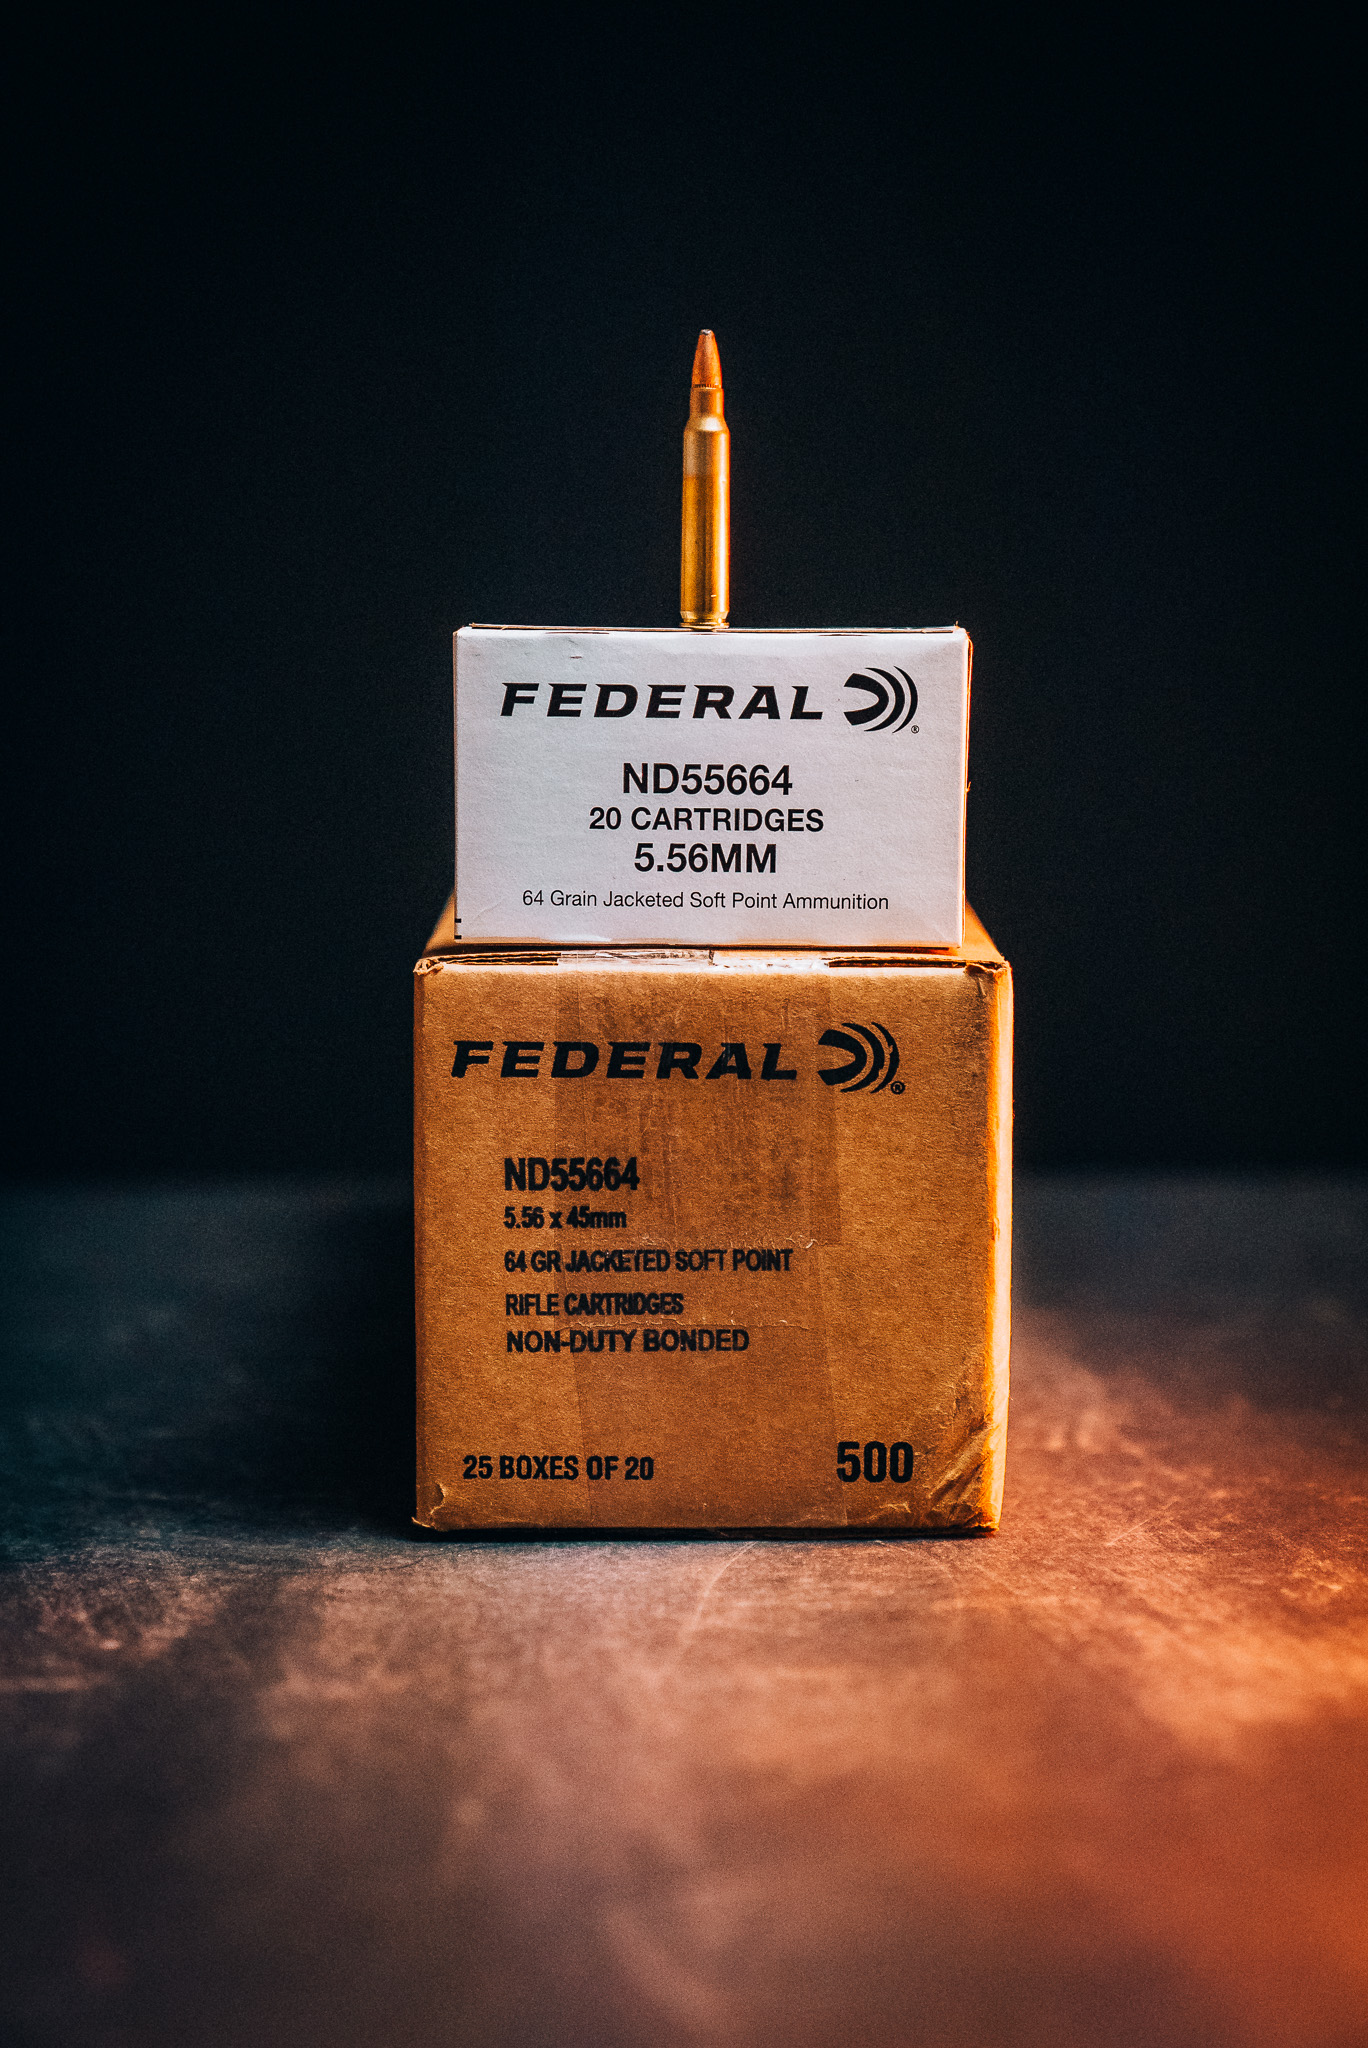 FEDERAL ®
ND55664
20 CARTRIDGES
5.56MM
64 Grain Jacketed Soft Point Ammunition
FEDERAL ®
ND55664
5.56 x 45mm
64 GR JACKETED SOFT POINT
RIFLE CARTRIDGES
NON-DUTY BONDED
25 BOXES OF 20 500